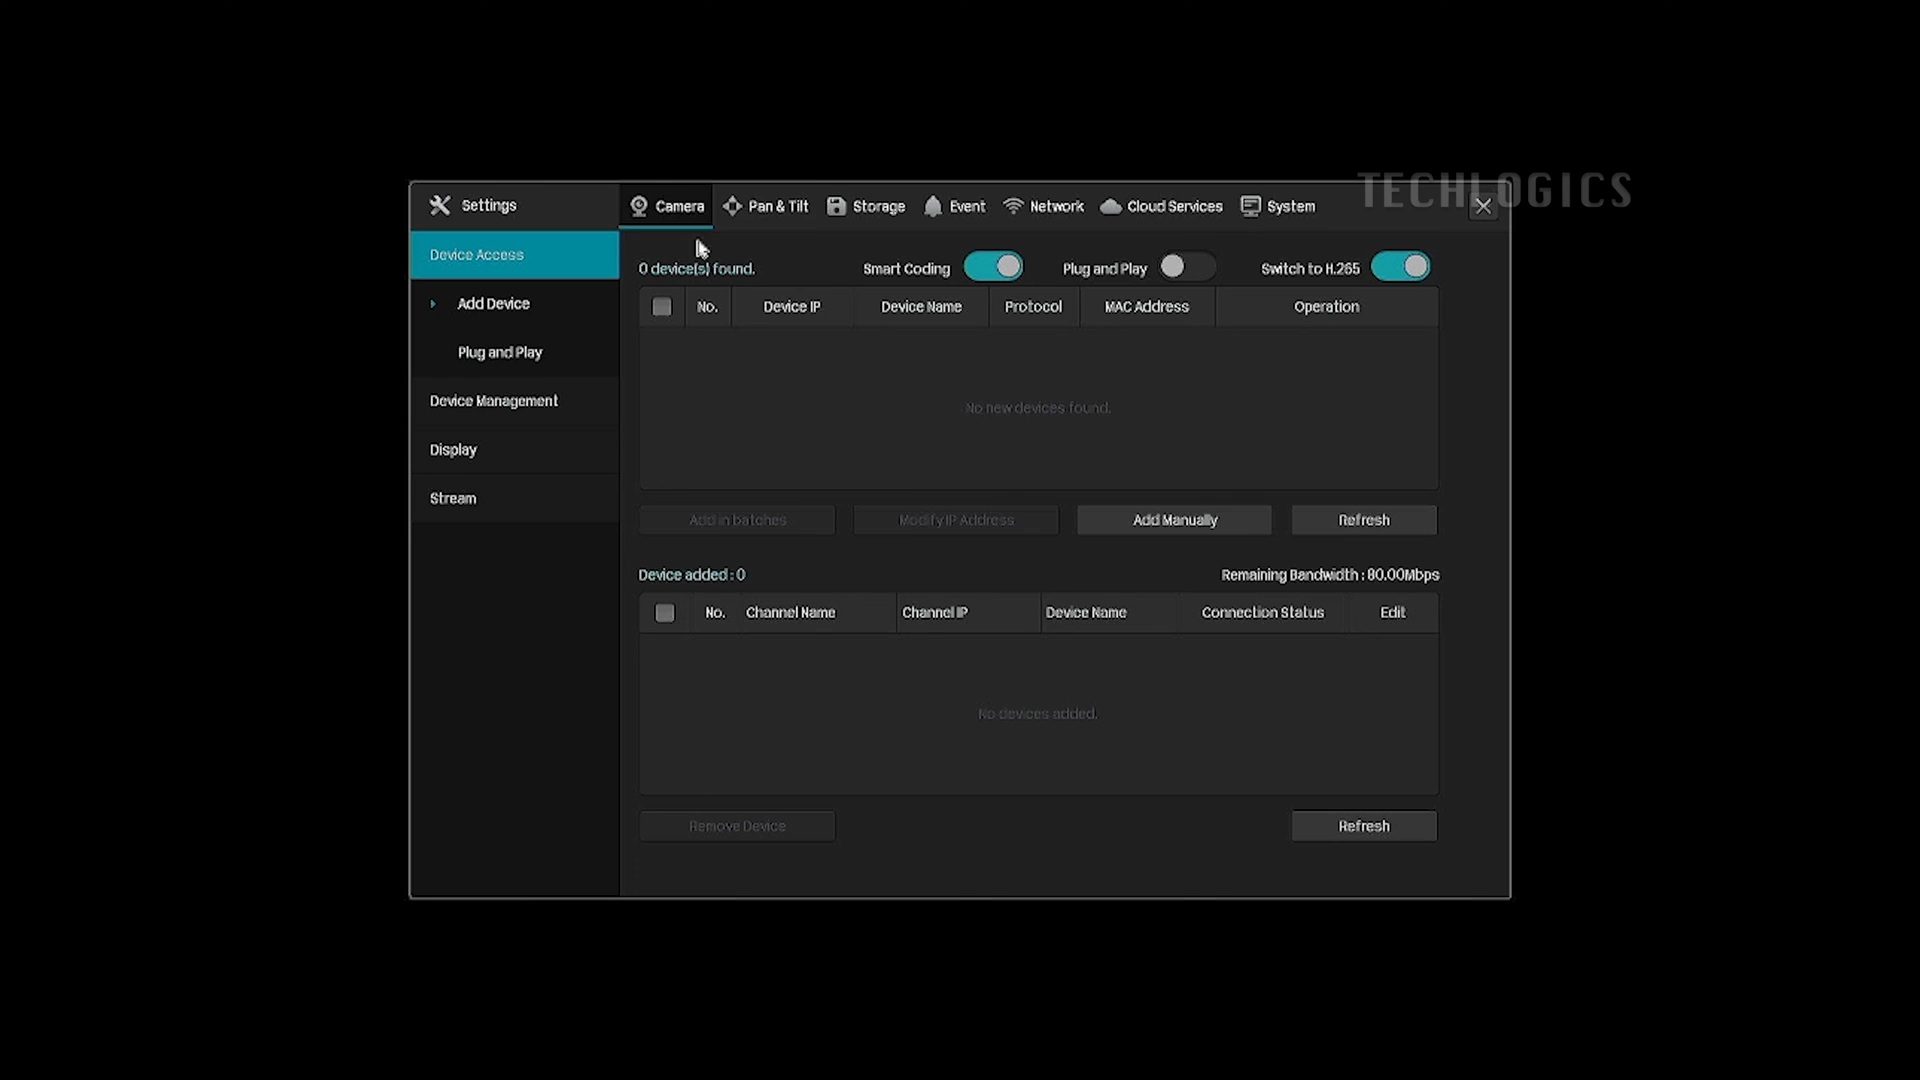 TECHLOGICS
Settings Camera Pan & Tilt Storage Event Network Cloud Services System
Device Access
0 device(s) found. Smart Coding Plug and Play Switch to H.265
Add Device
No. Device IP Device Name Protocol MAC Address Operation
Plug and Play
Device Management
No new devices found.
Display
Stream
Add in batches Modify IP Address Add Manually Refresh
Device added : 0 Remaining Bandwidth : 80.00Mbps
No. Channel Name Channel IP Device Name Connection Status Edit
No devices added.
Remove Device Refresh